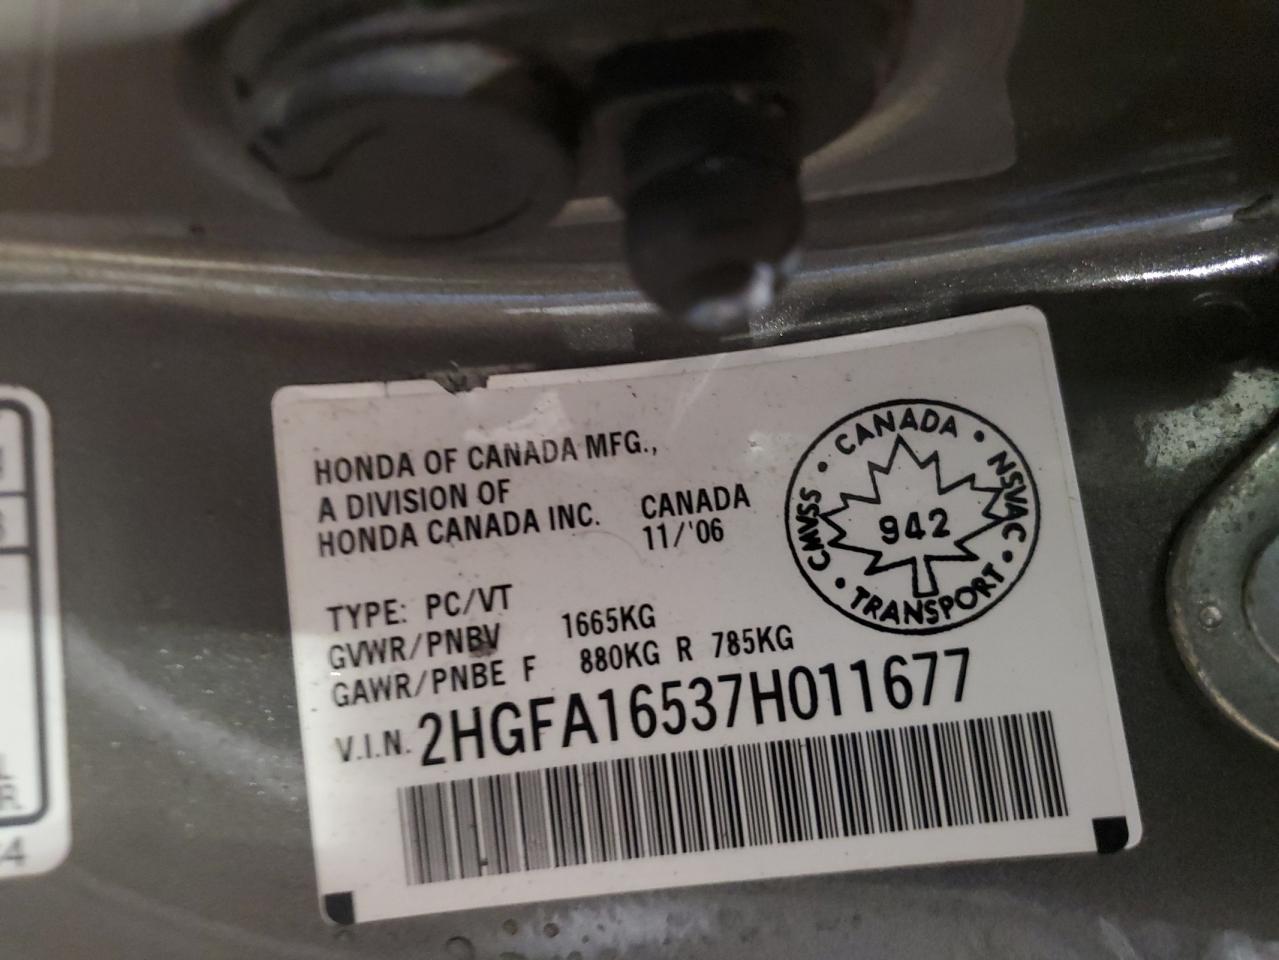 HONDA OF CANADA MFG.,
A DIVISION OF
HONDA CANADA INC.
CANADA
11/'06
CANADA
NSVAC
TRANSPORT
CMVSS
942
TYPE: PC/VT
GVWR/PNBV 1665KG
GAWR/PNBE F 880KG R 785KG
V.I.N. 2HGFA16537H011677